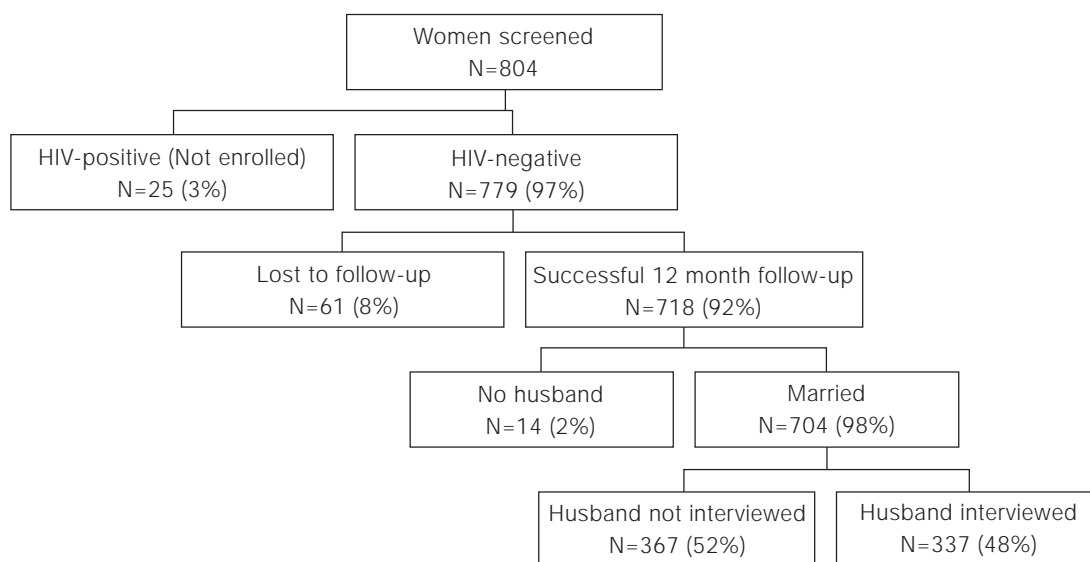 Women screened
N=804
HIV-positive (Not enrolled)
N=25 (3%)
HIV-negative
N=779 (97%)
Lost to follow-up
N=61 (8%)
Successful 12 month follow-up
N=718 (92%)
No husband
N=14 (2%)
Married
N=704 (98%)
Husband not interviewed
N=367 (52%)
Husband interviewed
N=337 (48%)